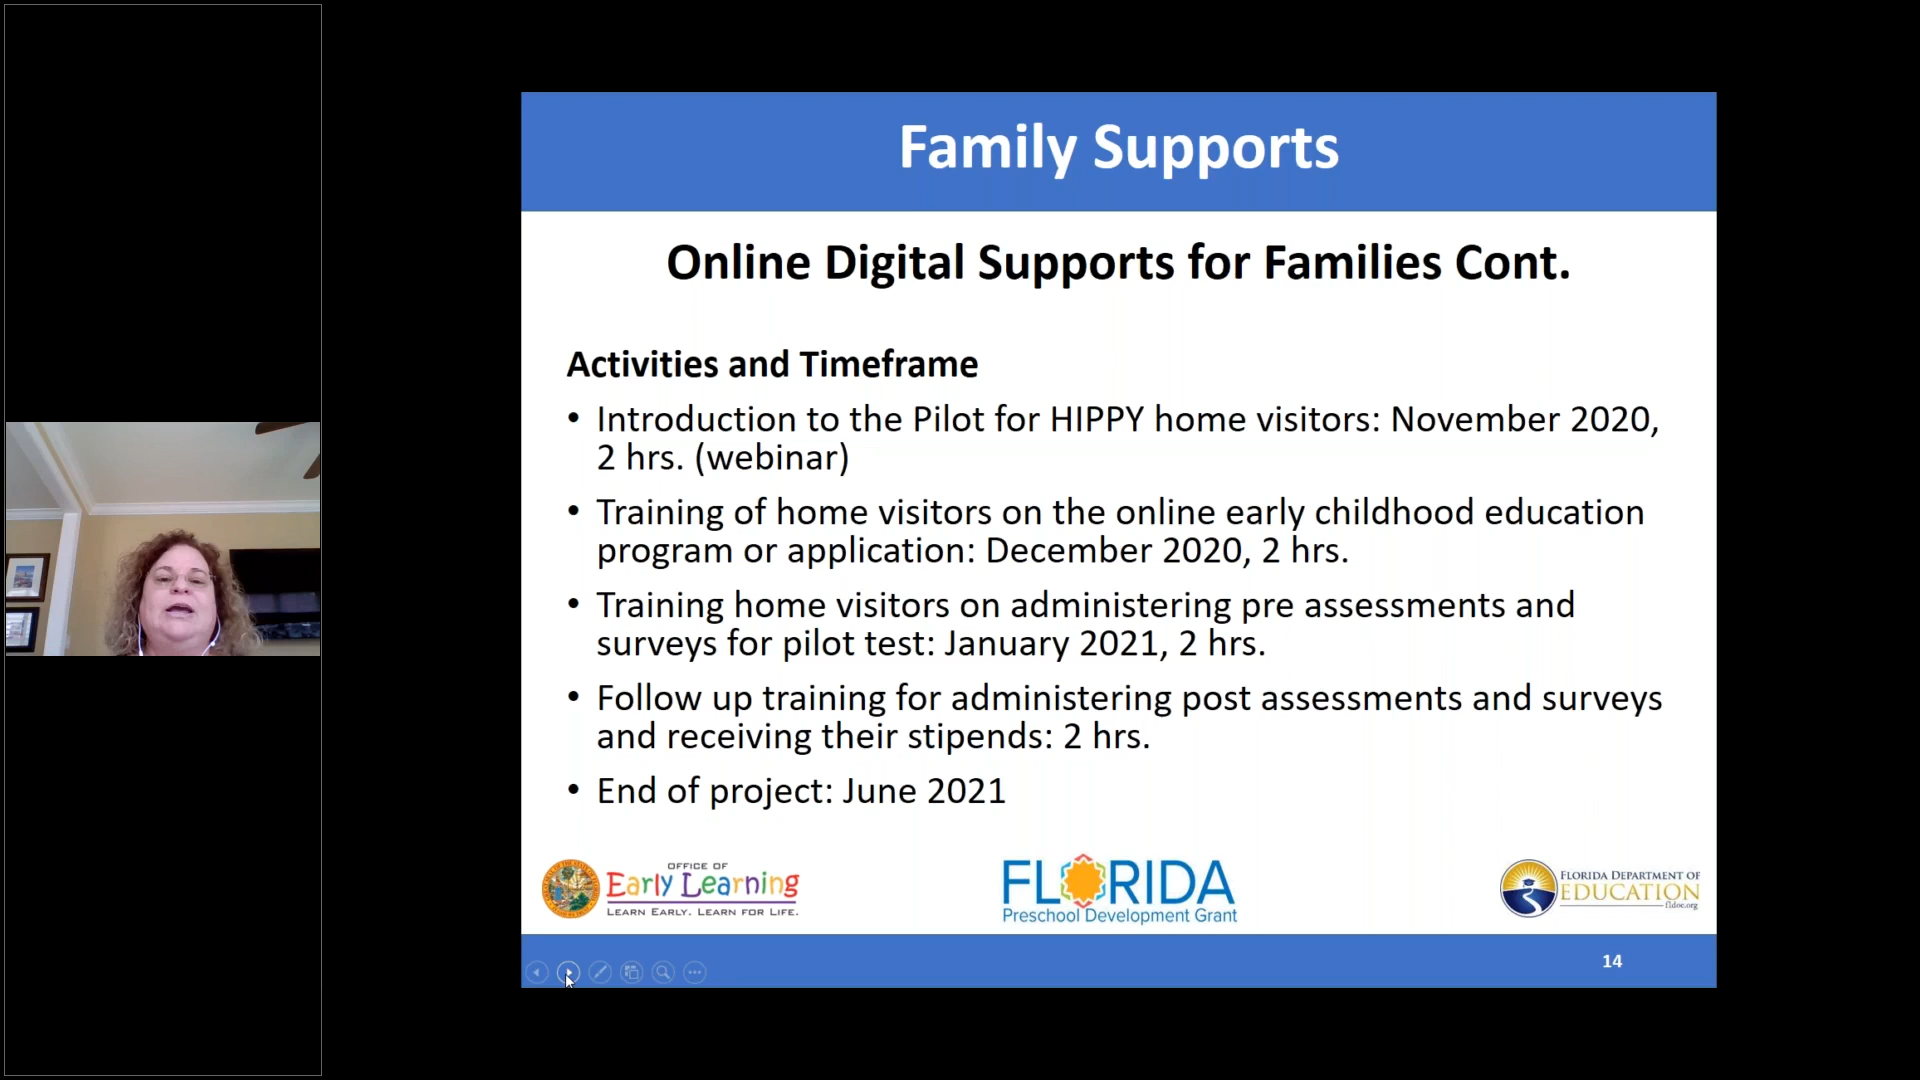 Family Supports
Online Digital Supports for Families Cont.
Activities and Timeframe
• Introduction to the Pilot for HIPPY home visitors: November 2020,
2 hrs. (webinar)
• Training of home visitors on the online early childhood education
program or application: December 2020, 2 hrs.
• Training home visitors on administering pre assessments and
surveys for pilot test: January 2021, 2 hrs.
• Follow up training for administering post assessments and surveys
and receiving their stipends: 2 hrs.
• End of project: June 2021
OFFICE OF
Early Learning
LEARN EARLY. LEARN FOR LIFE.
FLORIDA
Preschool Development Grant
FLORIDA DEPARTMENT OF
EDUCATION
fldoe.org
14